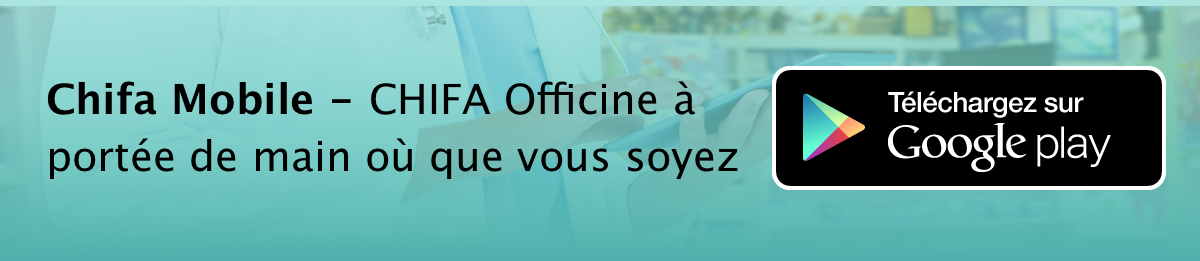 Chifa Mobile – CHIFA Officine à
portée de main où que vous soyez
Téléchargez sur
Google play